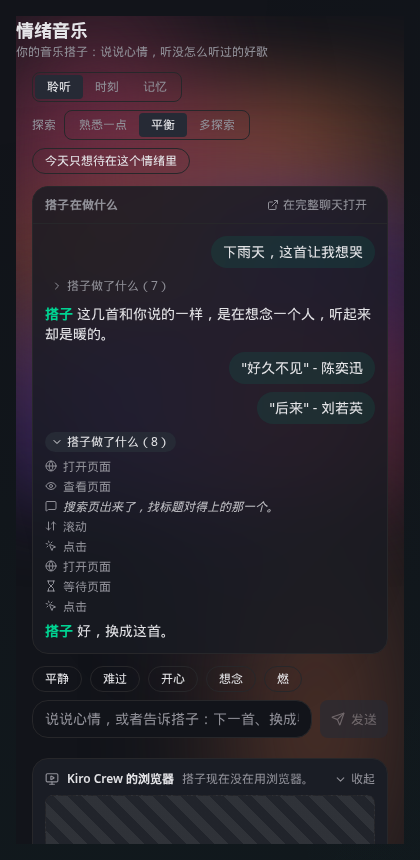 情绪音乐
你的音乐搭子：说说心情，听没怎么听过的好歌
聆听 时刻 记忆
探索 熟悉一点 平衡 多探索
今天只想待在这个情绪里
搭子在做什么 在完整聊天打开
下雨天，这首让我想哭
搭子做了什么（7）
搭子 这几首和你说的一样，是在想念一个人，听起来
却是暖的。
"好久不见" - 陈奕迅
"后来" - 刘若英
搭子做了什么（8）
打开页面
查看页面
搜索页出来了，找标题对得上的那一个。
滚动
点击
打开页面
等待页面
点击
搭子 好，换成这首。
平静 难过 开心 想念 燃
说说心情，或者告诉搭子：下一首、换成 发送
Kiro Crew 的浏览器 搭子现在没在用浏览器。 收起